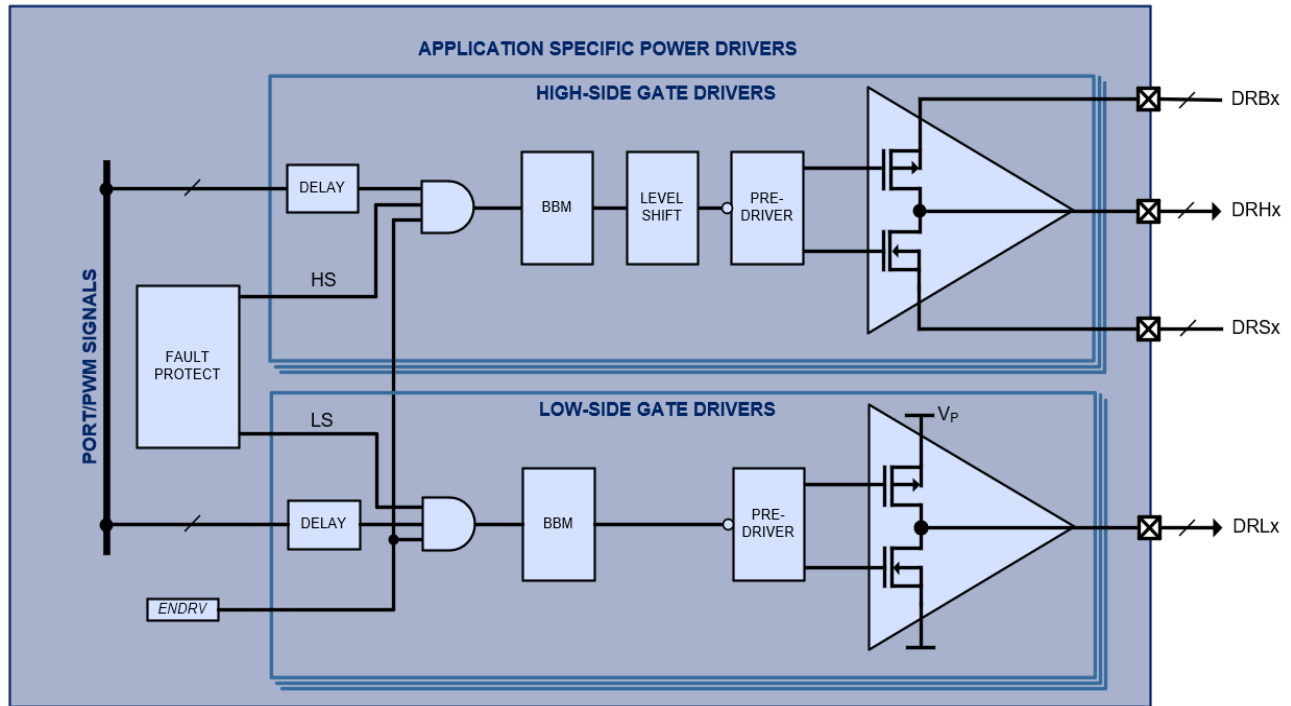 APPLICATION SPECIFIC POWER DRIVERS
HIGH-SIDE GATE DRIVERS
DRBx
DELAY
BBM
LEVEL
SHIFT
PRE-
DRIVER
DRHx
HS
PORT/PWM SIGNALS
FAULT
PROTECT
DRSx
LOW-SIDE GATE DRIVERS
LS
VP
DELAY
BBM
PRE-
DRIVER
DRLx
ENDRV